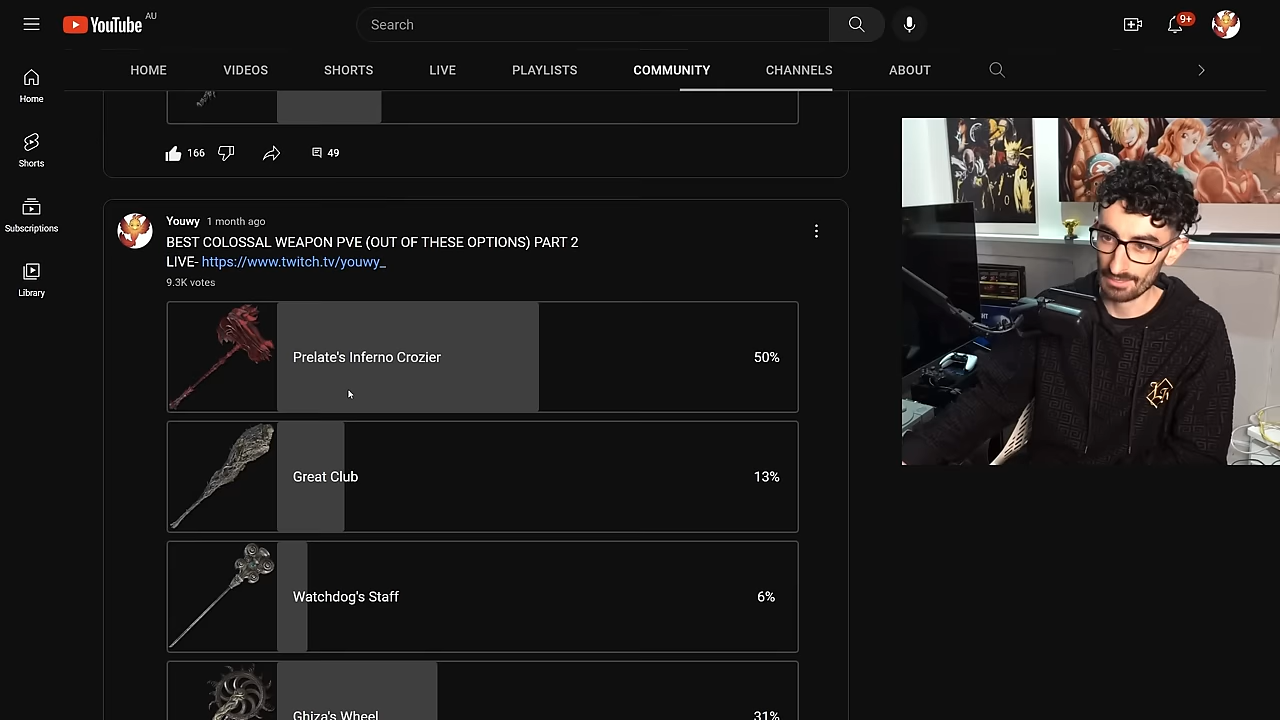 YouTube AU
Search
9+
HOME VIDEOS SHORTS LIVE PLAYLISTS COMMUNITY CHANNELS ABOUT
Home
Shorts
Subscriptions
Library
166 49
Youwy 1 month ago
BEST COLOSSAL WEAPON PVE (OUT OF THESE OPTIONS) PART 2
LIVE- https://www.twitch.tv/youwy_
9.3K votes
Prelate's Inferno Crozier 50%
Great Club 13%
Watchdog's Staff 6%
Ghiza's Wheel 31%